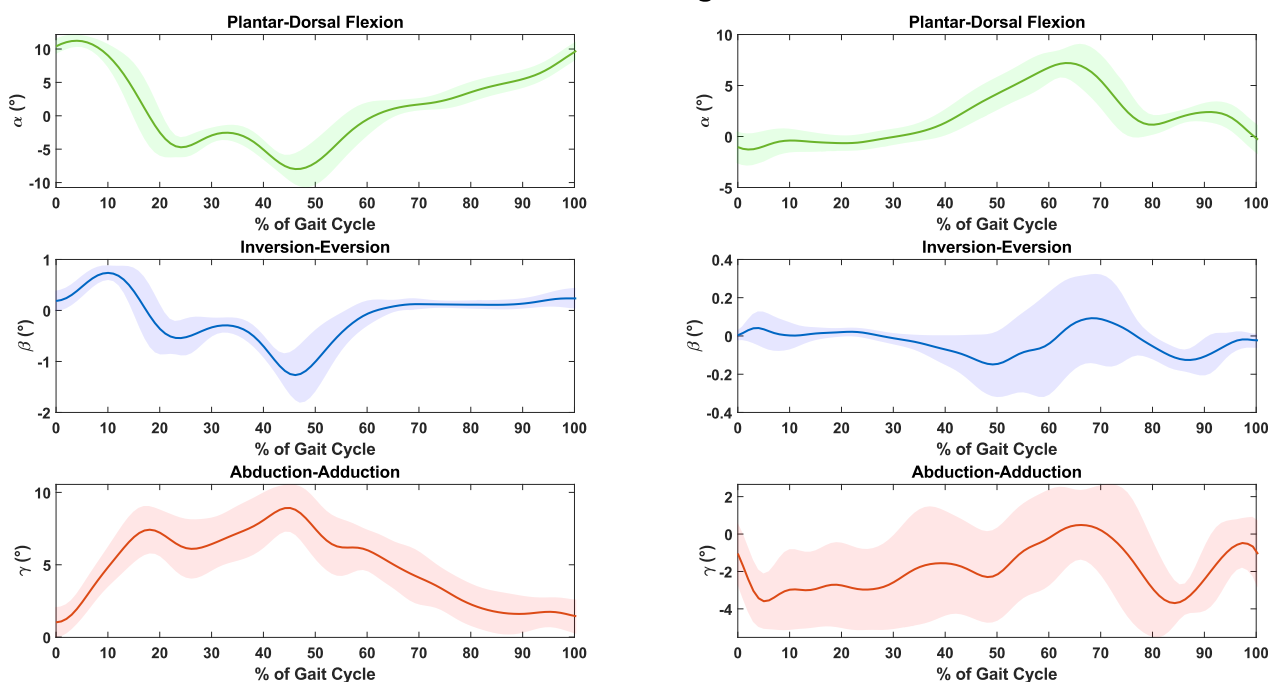 Plantar-Dorsal Flexion
10
5
0
-5
-10
α (°)
0 10 20 30 40 50 60 70 80 90 100
% of Gait Cycle
Inversion-Eversion
1
0
-1
-2
β (°)
0 10 20 30 40 50 60 70 80 90 100
% of Gait Cycle
Abduction-Adduction
10
5
0
γ (°)
0 10 20 30 40 50 60 70 80 90 100
% of Gait Cycle
Plantar-Dorsal Flexion
10
5
0
-5
α (°)
0 10 20 30 40 50 60 70 80 90 100
% of Gait Cycle
Inversion-Eversion
0.4
0.2
0
-0.2
-0.4
β (°)
0 10 20 30 40 50 60 70 80 90 100
% of Gait Cycle
Abduction-Adduction
2
0
-2
-4
γ (°)
0 10 20 30 40 50 60 70 80 90 100
% of Gait Cycle